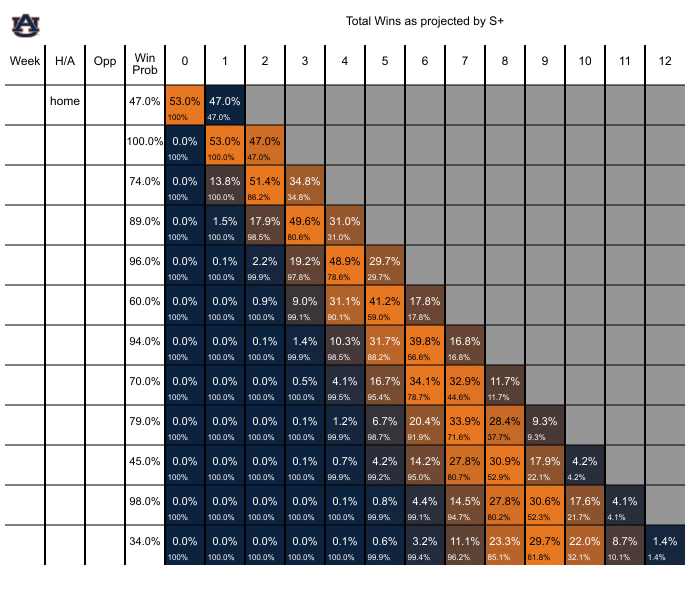 Total Wins as projected by S+
Week H/A Opp Win Prob 0 1 2 3 4 5 6 7 8 9 10 11 12
home 47.0% 53.0% 47.0%
100% 47.0%
100.0% 0.0% 53.0% 47.0%
100% 100.0% 47.0%
74.0% 0.0% 13.8% 51.4% 34.8%
100% 100.0% 86.2% 34.8%
89.0% 0.0% 1.5% 17.9% 49.6% 31.0%
100% 100.0% 98.5% 80.6% 31.0%
96.0% 0.0% 0.1% 2.2% 19.2% 48.9% 29.7%
100% 100.0% 99.9% 97.8% 78.6% 29.7%
60.0% 0.0% 0.0% 0.9% 9.0% 31.1% 41.2% 17.8%
100% 100.0% 100.0% 99.1% 90.1% 59.0% 17.8%
94.0% 0.0% 0.0% 0.1% 1.4% 10.3% 31.7% 39.8% 16.8%
100% 100.0% 100.0% 99.9% 98.5% 88.2% 56.6% 16.8%
70.0% 0.0% 0.0% 0.0% 0.5% 4.1% 16.7% 34.1% 32.9% 11.7%
100% 100.0% 100.0% 100.0% 99.5% 95.4% 78.7% 44.6% 11.7%
79.0% 0.0% 0.0% 0.0% 0.1% 1.2% 6.7% 20.4% 33.9% 28.4% 9.3%
100% 100.0% 100.0% 100.0% 99.9% 98.7% 91.9% 71.6% 37.7% 9.3%
45.0% 0.0% 0.0% 0.0% 0.1% 0.7% 4.2% 14.2% 27.8% 30.9% 17.9% 4.2%
100% 100.0% 100.0% 100.0% 99.9% 99.2% 95.0% 80.7% 52.9% 22.1% 4.2%
98.0% 0.0% 0.0% 0.0% 0.0% 0.1% 0.8% 4.4% 14.5% 27.8% 30.6% 17.6% 4.1%
100% 100.0% 100.0% 100.0% 100.0% 99.9% 99.1% 94.7% 80.2% 52.3% 21.7% 4.1%
34.0% 0.0% 0.0% 0.0% 0.0% 0.1% 0.6% 3.2% 11.1% 23.3% 29.7% 22.0% 8.7% 1.4%
100% 100.0% 100.0% 100.0% 100.0% 99.9% 99.4% 96.2% 85.1% 61.8% 32.1% 10.1% 1.4%